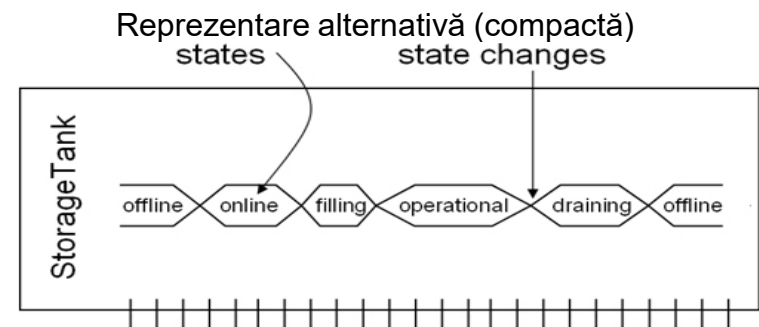 Reprezentare alternativă (compactă)
states state changes
StorageTank
offline online filling operational draining offline